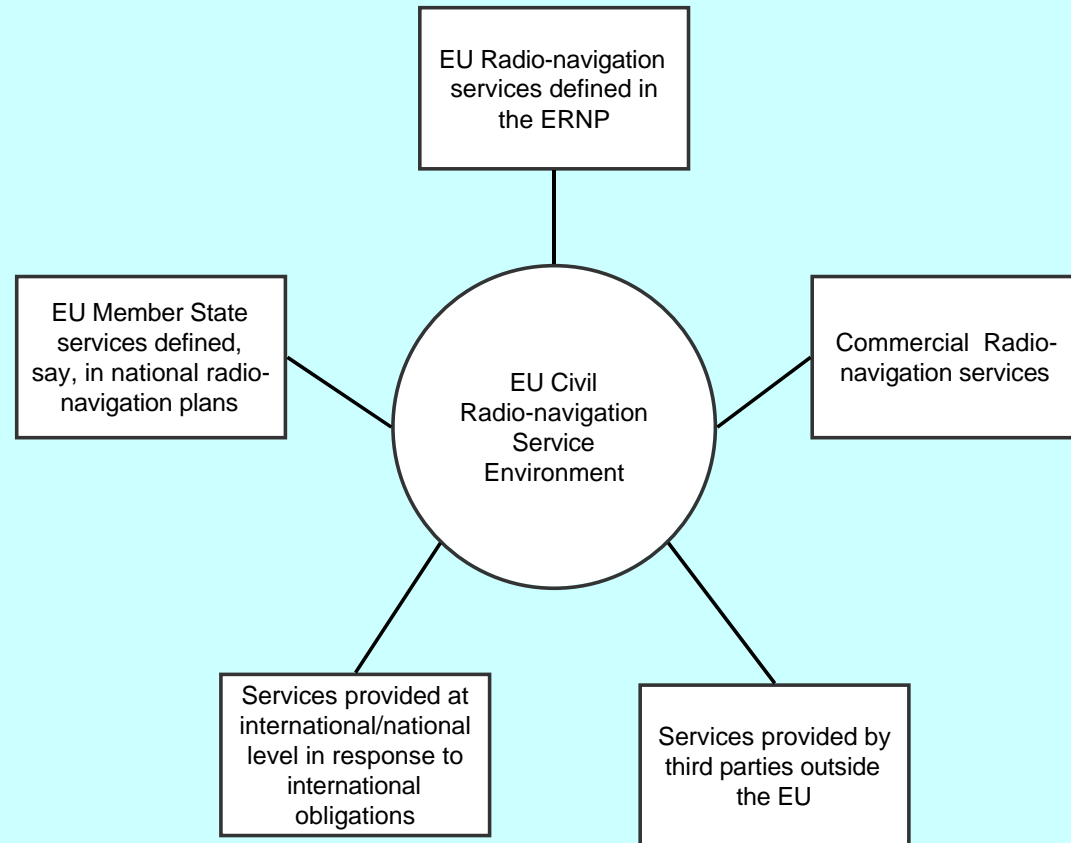 EU Radio-navigation
services defined in
the ERNP
EU Member State
services defined,
say, in national radio-
navigation plans
EU Civil
Radio-navigation
Service
Environment
Commercial Radio-
navigation services
Services provided at
international/national
level in response to
international
obligations
Services provided by
third parties outside
the EU